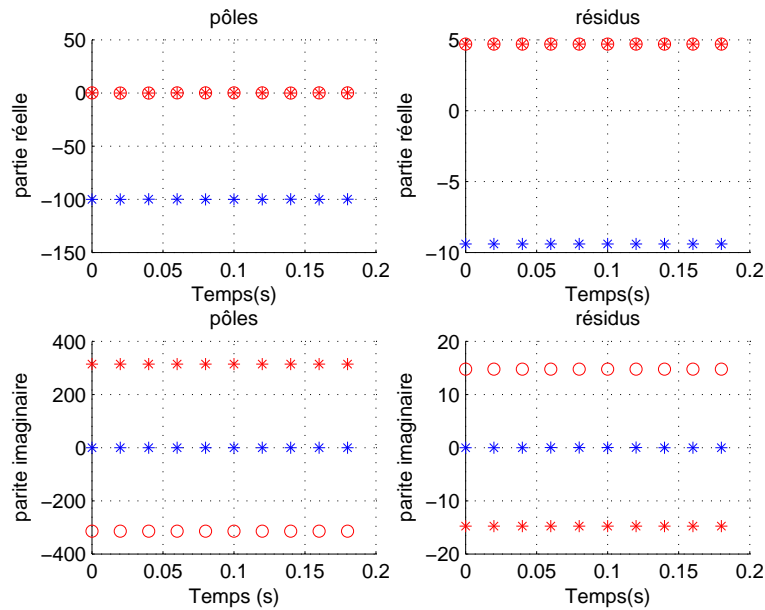 pôles
50
0
−50
−100
−150
partie réelle
0 0.05 0.1 0.15 0.2
Temps(s)
résidus
5
0
−5
−10
partie réelle
0 0.05 0.1 0.15 0.2
Temps(s)
pôles
400
200
0
−200
−400
parite imaginaire
0 0.05 0.1 0.15 0.2
Temps (s)
résidus
20
10
0
−10
−20
parite imaginaire
0 0.05 0.1 0.15 0.2
Temps(s)